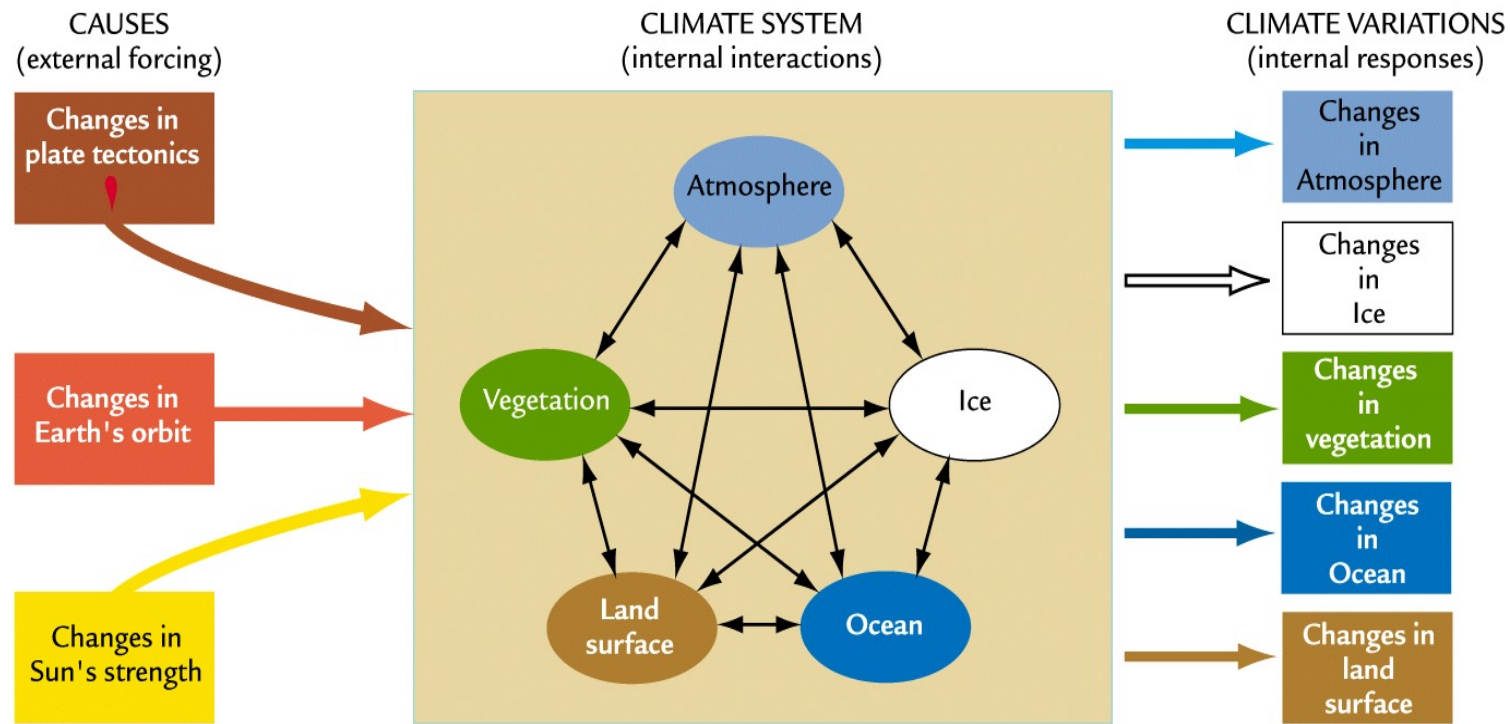 CAUSES
(external forcing)
Changes in
plate tectonics
Changes in
Earth's orbit
Changes in
Sun's strength
CLIMATE SYSTEM
(internal interactions)
Atmosphere
Vegetation
Ice
Land
surface
Ocean
CLIMATE VARIATIONS
(internal responses)
Changes
in
Atmosphere
Changes
in
Ice
Changes
in
vegetation
Changes
in
Ocean
Changes in
land
surface